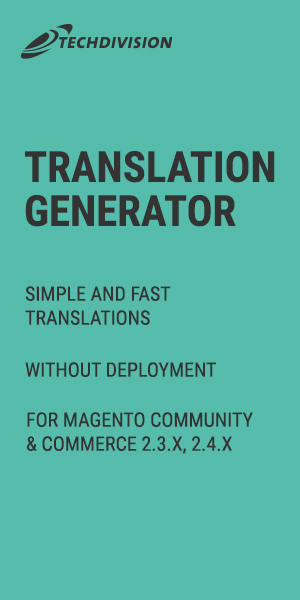 TECHDIVISION
TRANSLATION
GENERATOR
SIMPLE AND FAST
TRANSLATIONS
WITHOUT DEPLOYMENT
FOR MAGENTO COMMUNITY
& COMMERCE 2.3.X, 2.4.X